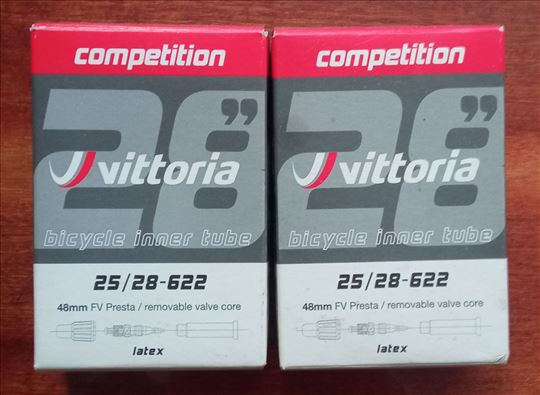 competition
28"
vittoria
bicycle inner tube
25/28-622
48mm FV Presta / removable valve core
latex
competition
28"
vittoria
bicycle inner tube
25/28-622
48mm FV Presta / removable valve core
latex